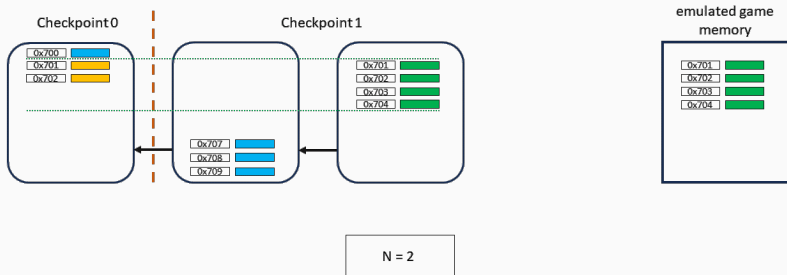 Checkpoint 0
Checkpoint 1
emulated game
memory
0x700
0x701
0x702
0x707
0x708
0x709
0x701
0x702
0x703
0x704
0x701
0x702
0x703
0x704
N = 2